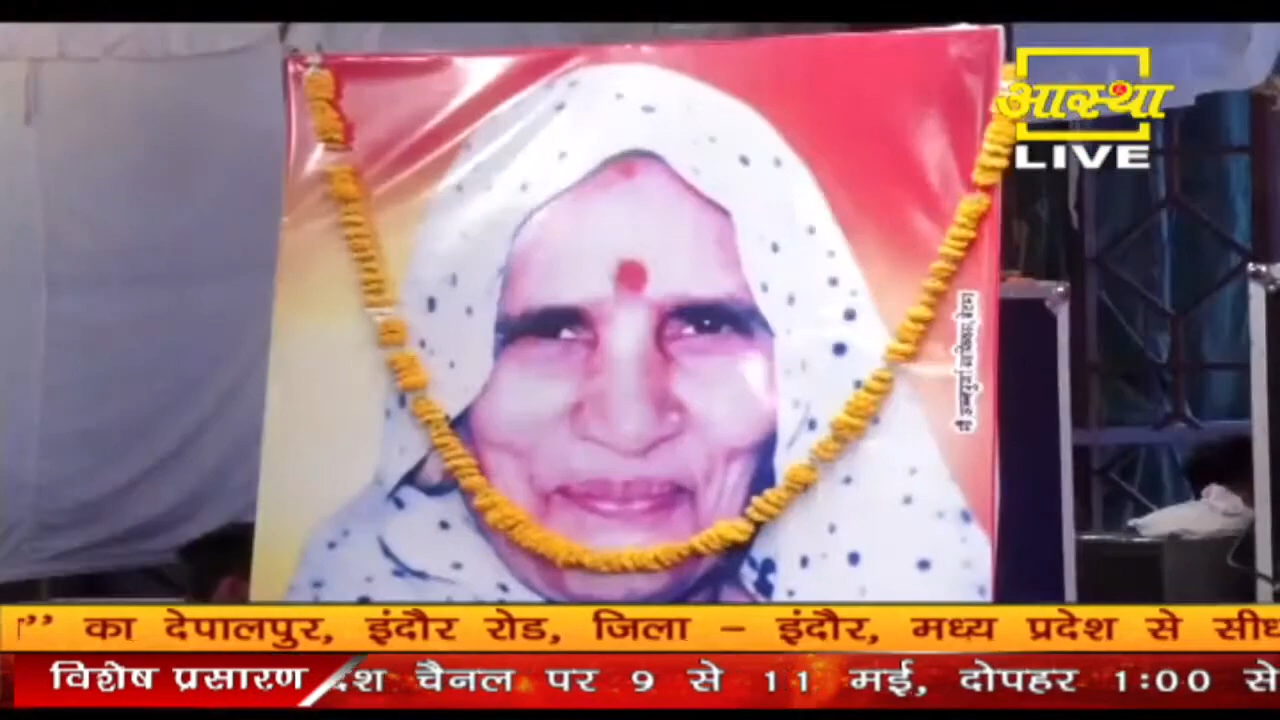 आस्था
LIVE
” का देपालपुर, इंदौर रोड, जिला – इंदौर, मध्य प्रदेश से सीध
विशेष प्रसारण
देश चैनल पर 9 से 11 मई, दोपहर 1:00 से